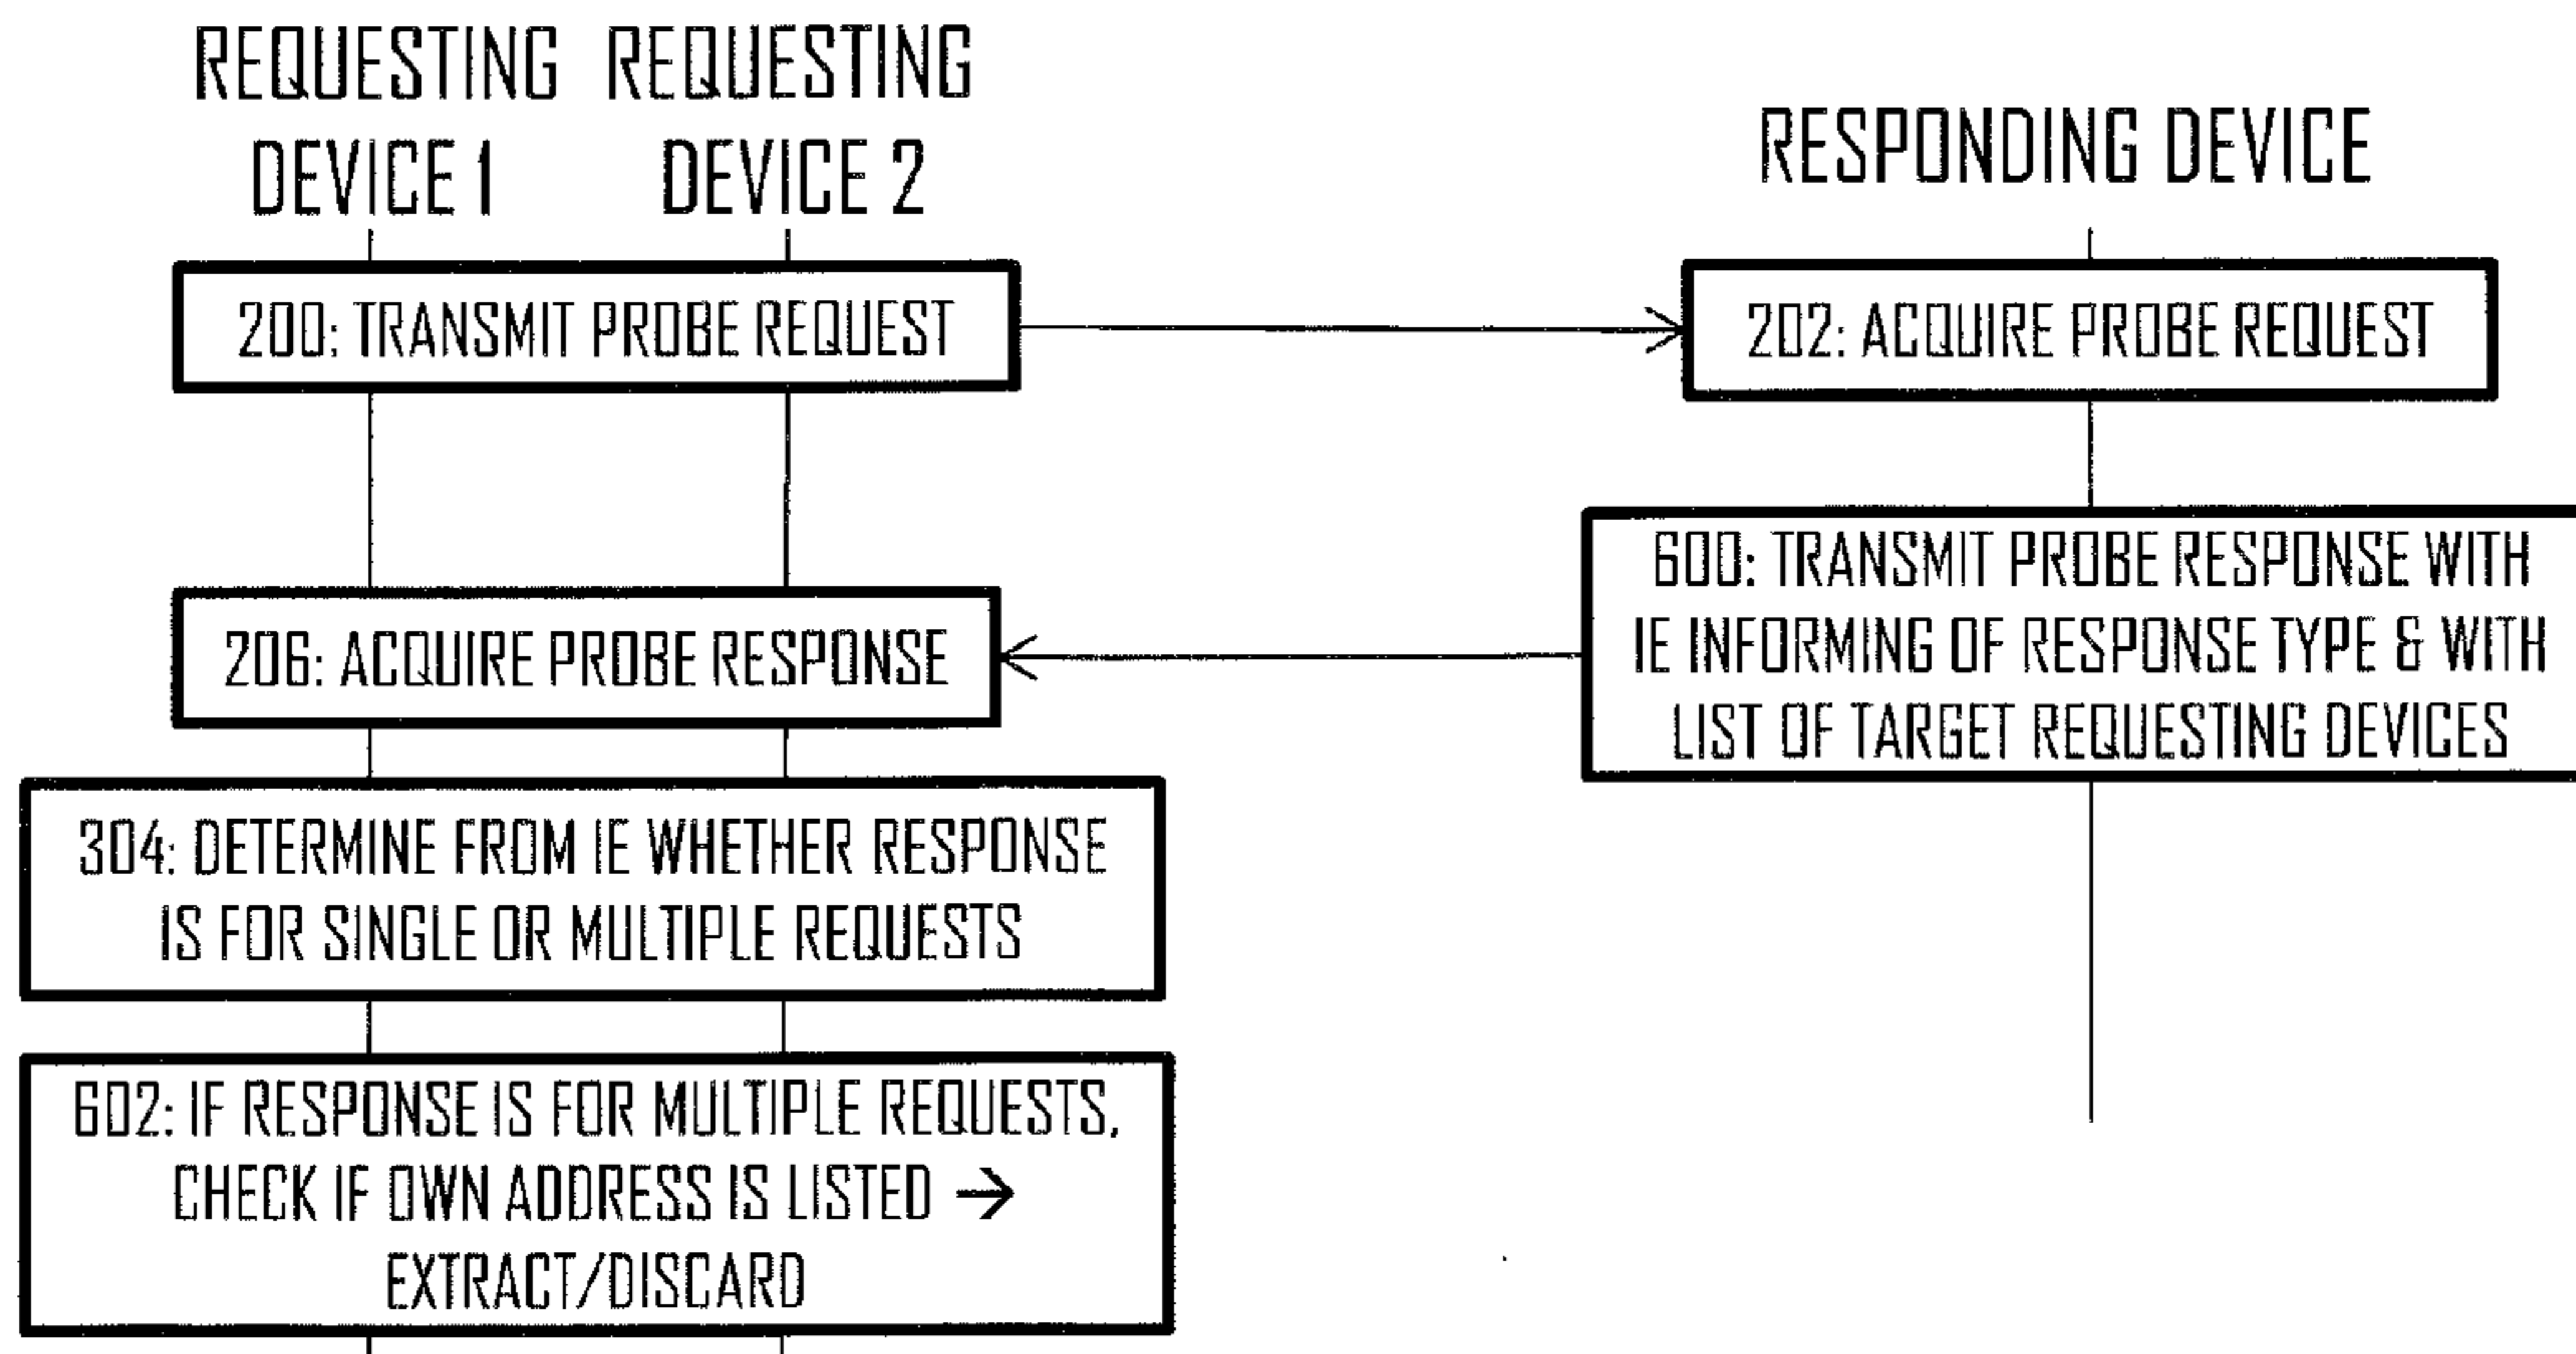 REQUESTING REQUESTING
DEVICE 1 DEVICE 2
RESPONDING DEVICE
200: TRANSMIT PROBE REQUEST
202: ACQUIRE PROBE REQUEST
600: TRANSMIT PROBE RESPONSE WITH
IE INFORMING OF RESPONSE TYPE & WITH
LIST OF TARGET REQUESTING DEVICES
206: ACQUIRE PROBE RESPONSE
304: DETERMINE FROM IE WHETHER RESPONSE
IS FOR SINGLE OR MULTIPLE REQUESTS
602: IF RESPONSE IS FOR MULTIPLE REQUESTS,
CHECK IF OWN ADDRESS IS LISTED →
EXTRACT/DISCARD